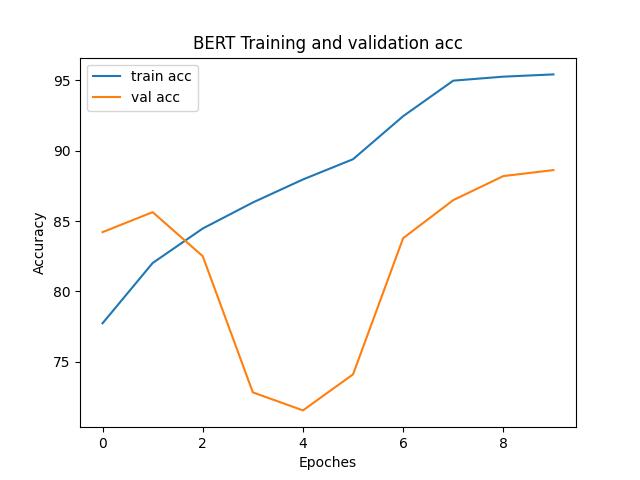 BERT Training and validation acc
train acc
val acc
95
90
85
80
75
Accuracy
0 2 4 6 8
Epoches